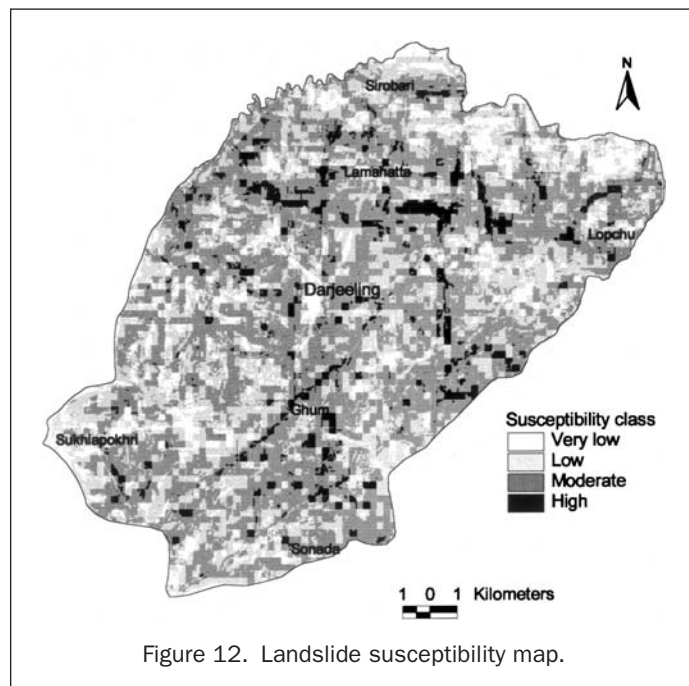 N
Sirobari
Lamahatta
Lopchu
Darjeeling
Ghum
Sukhiapokhri
Sonada
Susceptibility class
Very low
Low
Moderate
High
1 0 1 Kilometers
Figure 12. Landslide susceptibility map.